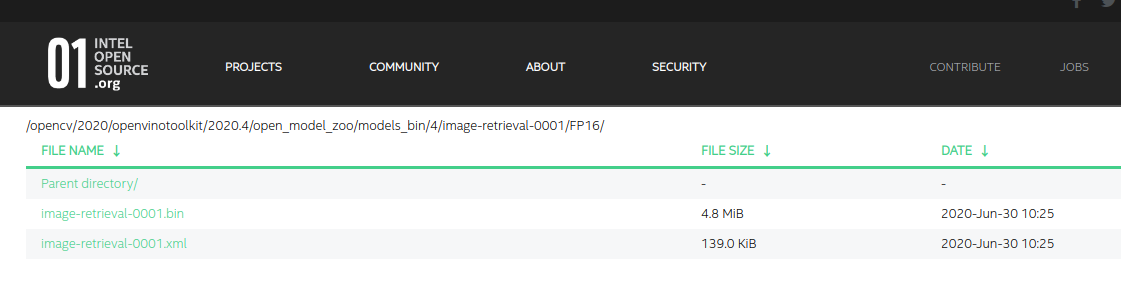 01 INTEL
OPEN
SOURCE
.org
PROJECTS COMMUNITY ABOUT SECURITY CONTRIBUTE JOBS
/opencv/2020/openvinotoolkit/2020.4/open_model_zoo/models_bin/4/image-retrieval-0001/FP16/
FILE NAME ↓ FILE SIZE ↓ DATE ↓
Parent directory/ - -
image-retrieval-0001.bin 4.8 MiB 2020-Jun-30 10:25
image-retrieval-0001.xml 139.0 KiB 2020-Jun-30 10:25